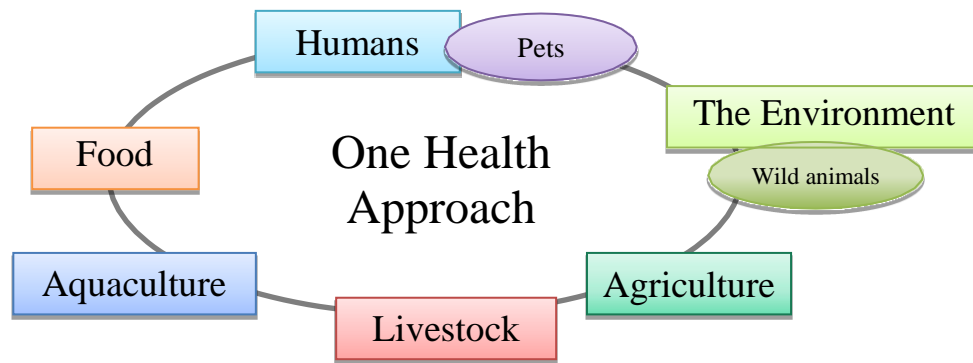 Humans
Pets
The Environment
Food
One Health
Approach
Wild animals
Aquaculture
Agriculture
Livestock